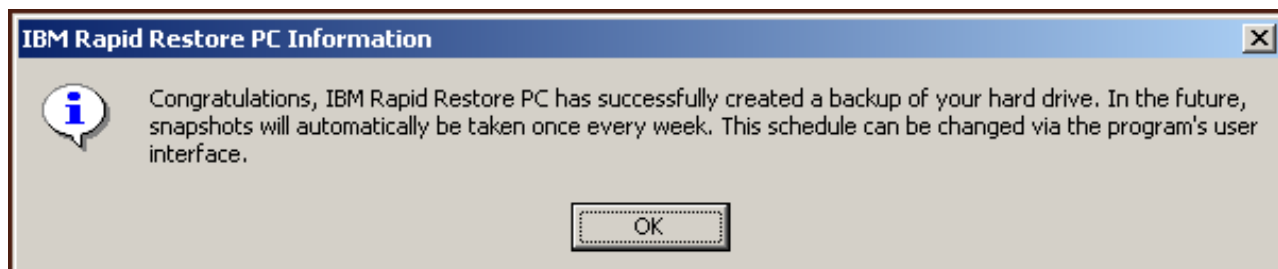 IBM Rapid Restore PC Information
Congratulations, IBM Rapid Restore PC has successfully created a backup of your hard drive. In the future,
snapshots will automatically be taken once every week. This schedule can be changed via the program's user
interface.
OK